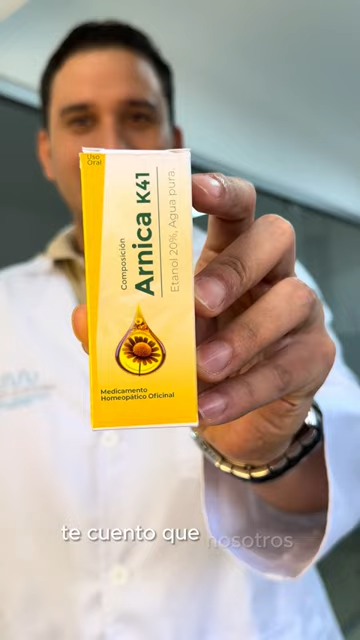 Uso
Oral
Composición
Arnica K41
Etanol 20%, Agua pura.
Medicamento
Homeopático Oficinal
te cuento que nosotros